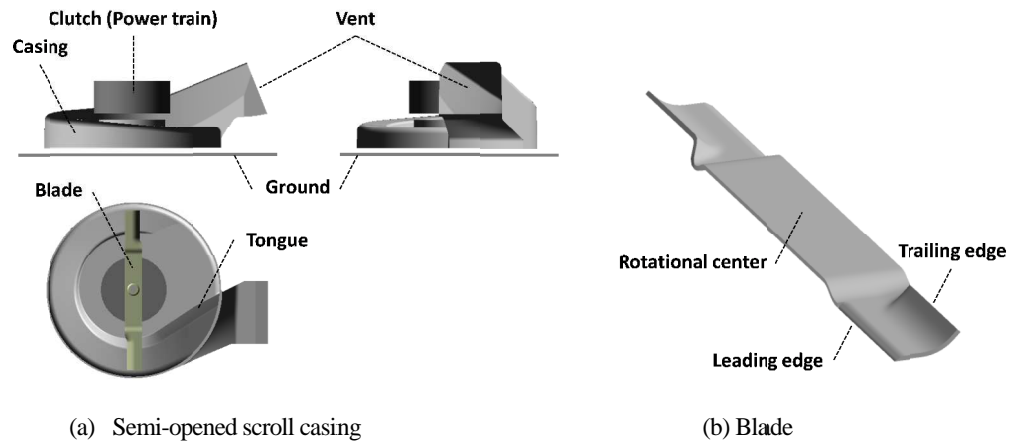 Clutch (Power train)
Vent
Casing
Ground
Blade
Tongue
Rotational center
Trailing edge
Leading edge
(a) Semi-opened scroll casing
(b) Blade